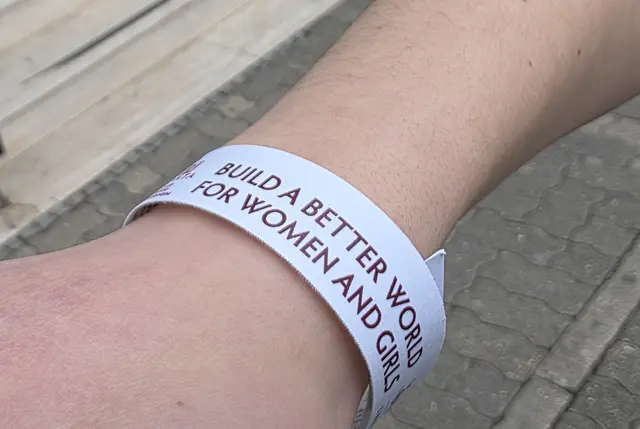 BUILD A BETTER WORLD
FOR WOMEN AND GIRLS